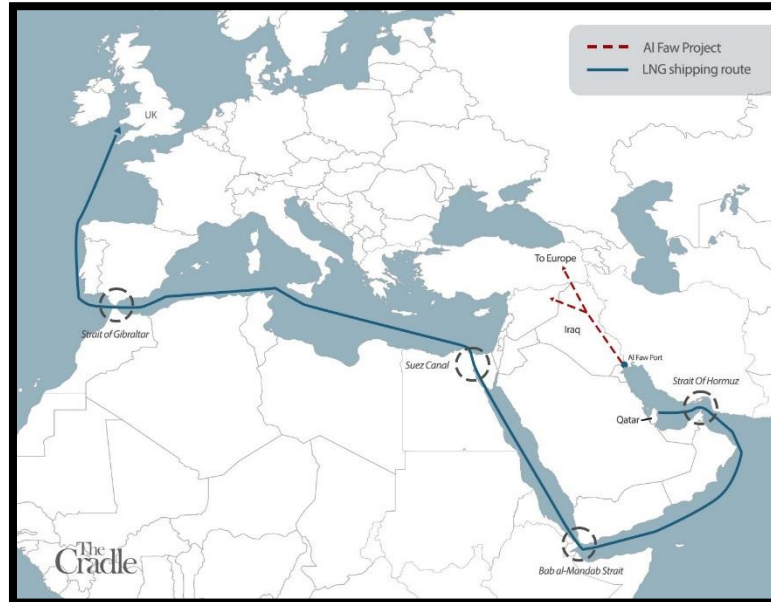 Al Faw Project
LNG shipping route
UK
To Europe
Strait of Gibraltar
Iraq
Suez Canal
Al Faw Port
Strait Of Hormuz
Qatar
The
Cradle
Bab al-Mandab Strait